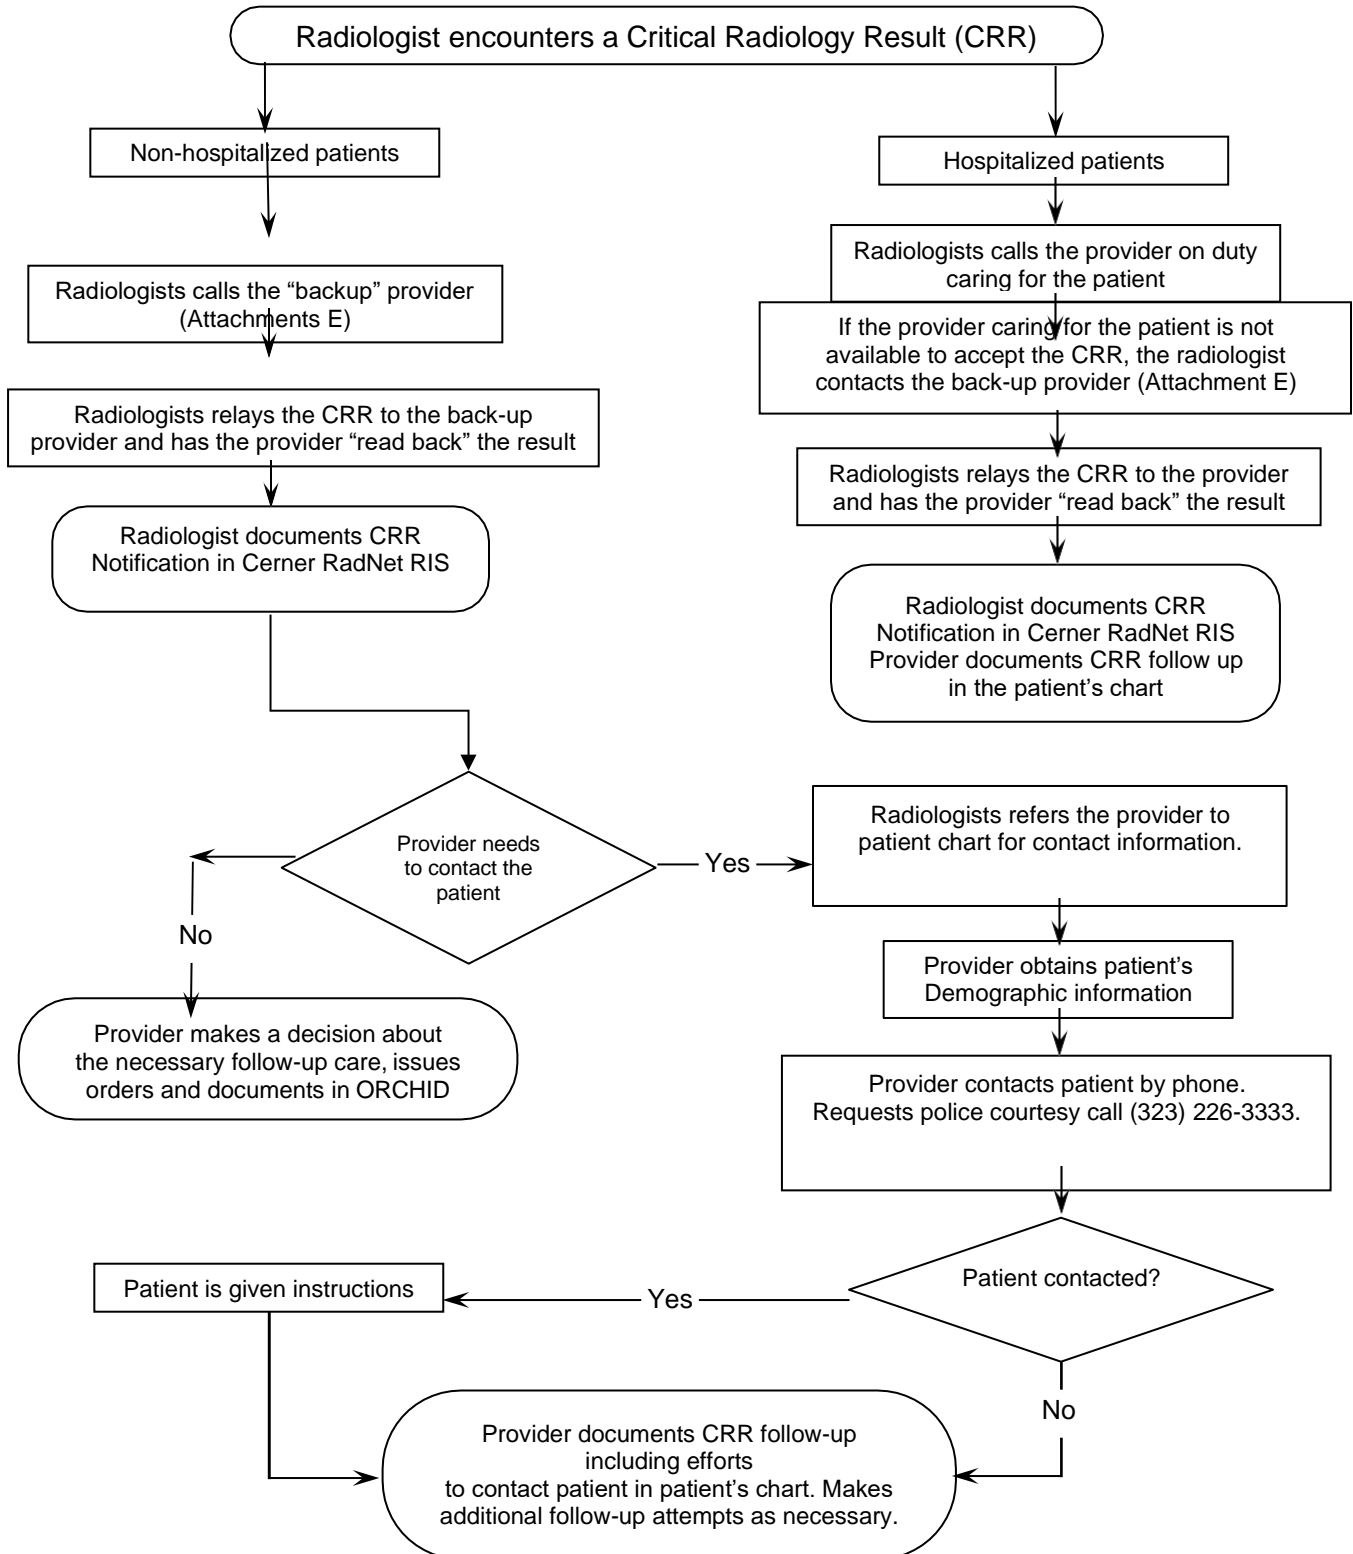 Radiologist encounters a Critical Radiology Result (CRR)
Non-hospitalized patients
Hospitalized patients
Radiologists calls the “backup” provider
(Attachments E)
Radiologists calls the provider on duty
caring for the patient
If the provider caring for the patient is not
available to accept the CRR, the radiologist
contacts the back-up provider (Attachment E)
Radiologists relays the CRR to the back-up
provider and has the provider “read back” the result
Radiologists relays the CRR to the provider
and has the provider “read back” the result
Radiologist documents CRR
Notification in Cerner RadNet RIS
Radiologist documents CRR
Notification in Cerner RadNet RIS
Provider documents CRR follow up
in the patient’s chart
Provider needs
to contact the
patient
Yes
Radiologists refers the provider to
patient chart for contact information.
No
Provider obtains patient’s
Demographic information
Provider makes a decision about
the necessary follow-up care, issues
orders and documents in ORCHID
Provider contacts patient by phone.
Requests police courtesy call (323) 226-3333.
Patient contacted?
Yes
Patient is given instructions
No
Provider documents CRR follow-up
including efforts
to contact patient in patient’s chart. Makes
additional follow-up attempts as necessary.